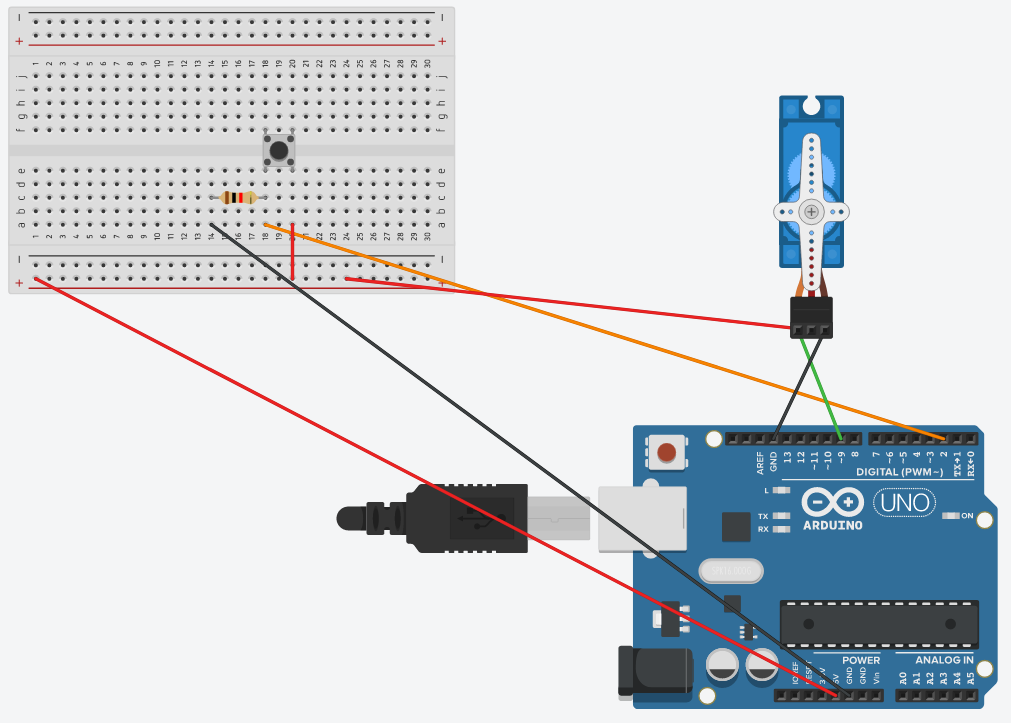 − −
+ +
1 2 3 4 5 6 7 8 9 10 11 12 13 14 15 16 17 18 19 20 21 22 23 24 25 26 27 28 29 30
j j
i i
h h
g g
f f
e e
d d
c c
b b
a a
1 2 3 4 5 6 7 8 9 10 11 12 13 14 15 16 17 18 19 20 21 22 23 24 25 26 27 28 29 30
− −
+ +
AREF GND 13 12 ~11 ~10 ~9 8 7 ~6 ~5 4 ~3 2 TX→1 RX←0
DIGITAL (PWM~)
L
TX
RX
UNO
ARDUINO
ON
POWER ANALOG IN
IOREF RESET 3.3V 5V GND GND Vin A0 A1 A2 A3 A4 A5